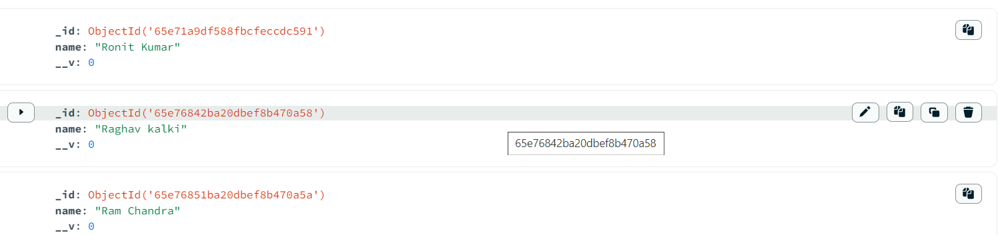 _id: ObjectId('65e71a9df588fbcfeccdc591')
name: "Ronit Kumar"
__v: 0
_id: ObjectId('65e76842ba20dbef8b470a58')
name: "Raghav kalki"
__v: 0
65e76842ba20dbef8b470a58
_id: ObjectId('65e76851ba20dbef8b470a5a')
name: "Ram Chandra"
__v: 0